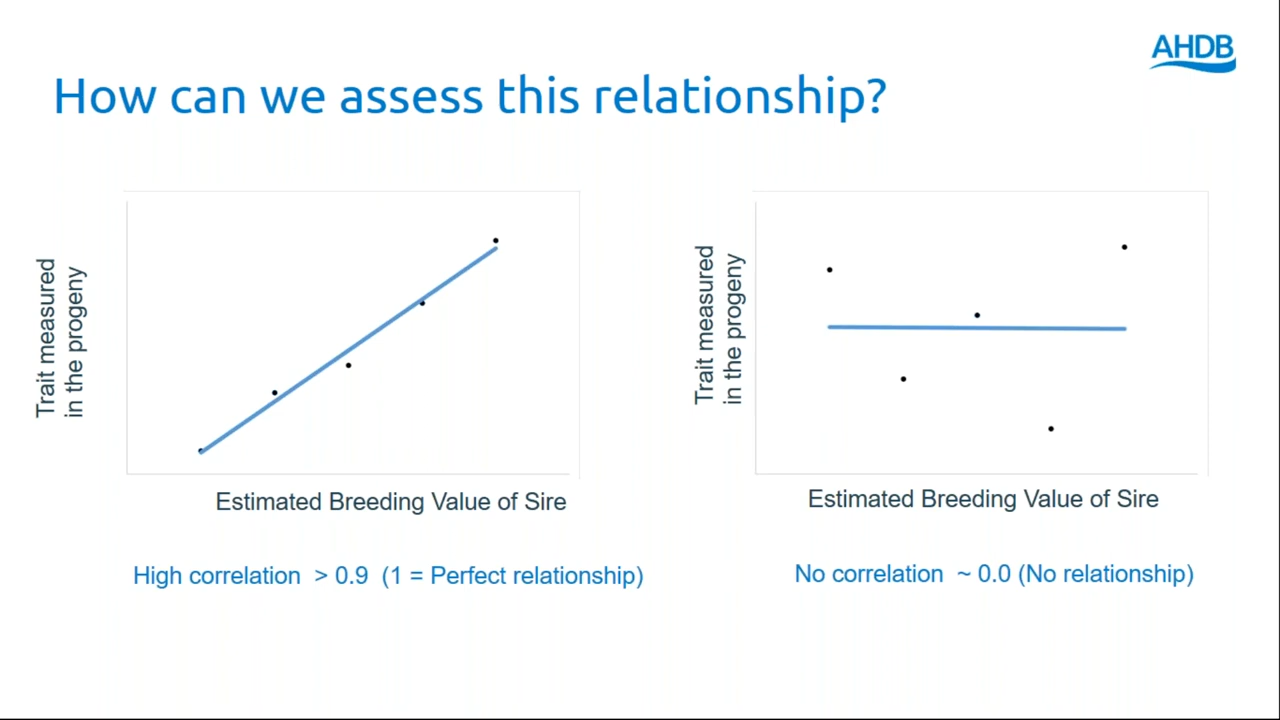 AHDB
How can we assess this relationship?
Trait measured
in the progeny
Estimated Breeding Value of Sire
High correlation > 0.9 (1 = Perfect relationship)
Trait measured
in the progeny
Estimated Breeding Value of Sire
No correlation ~ 0.0 (No relationship)